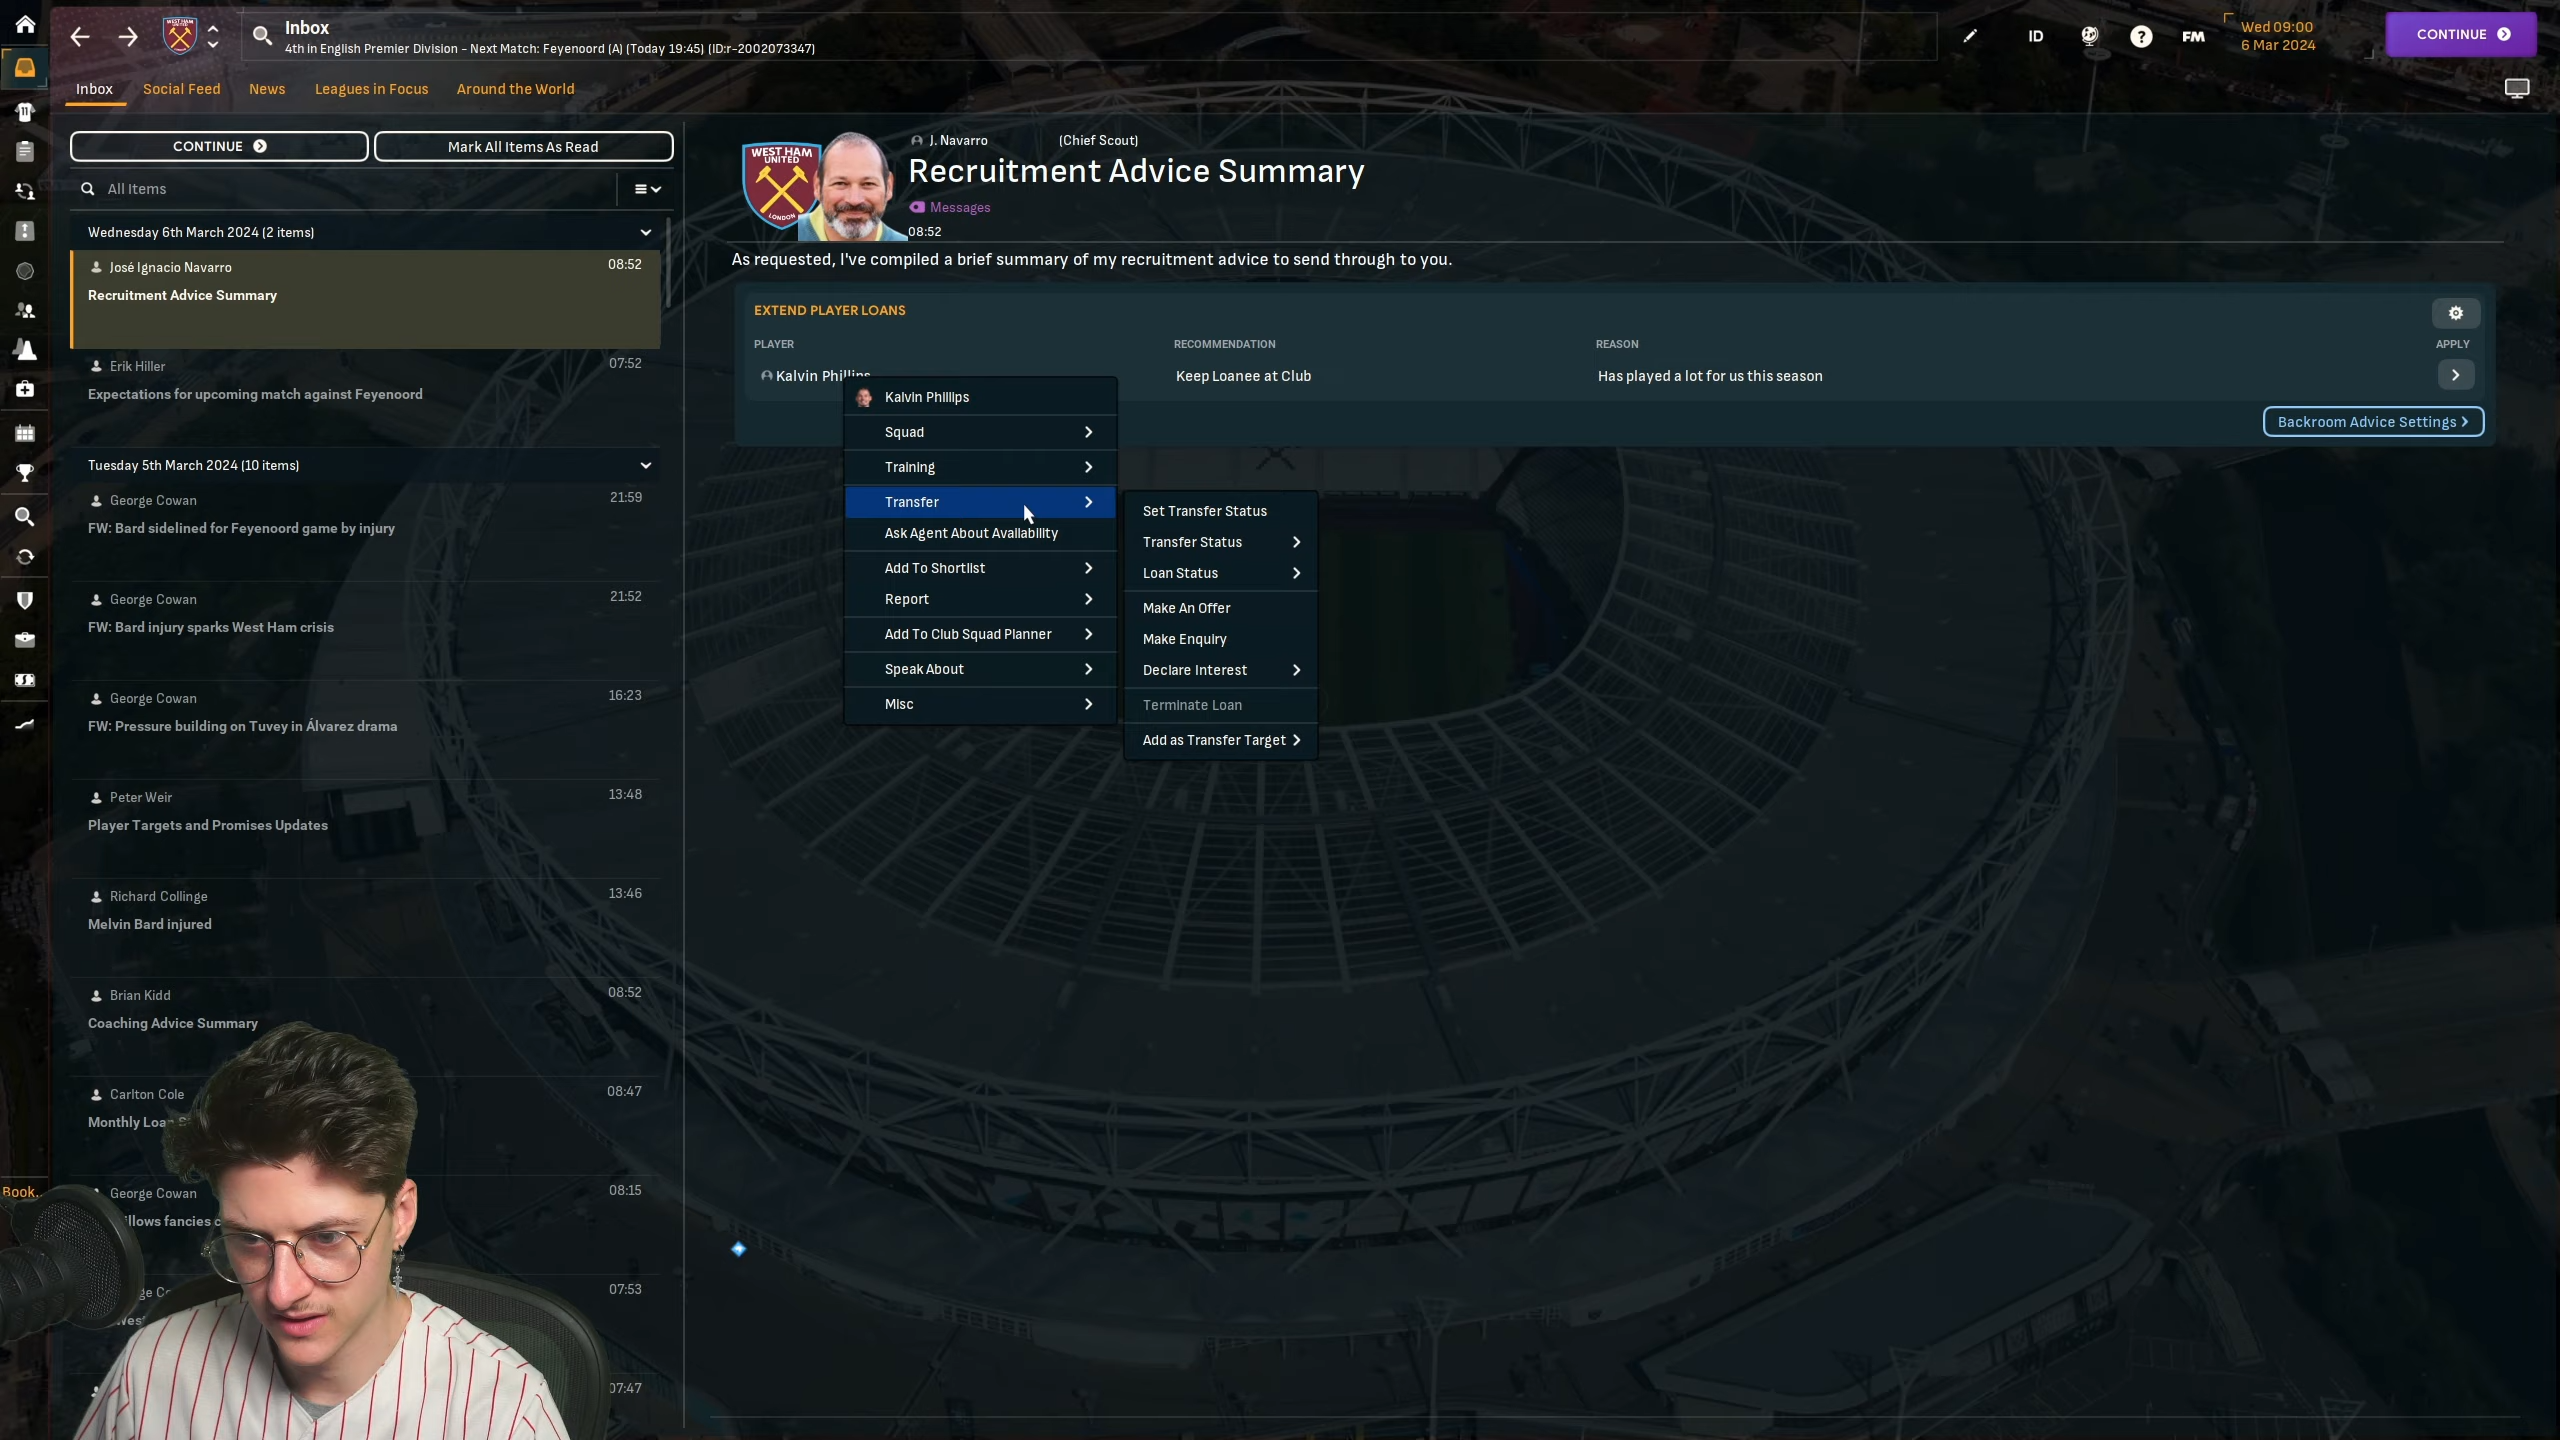 Inbox
4th in English Premier Division - Next Match: Feyenoord (A) (Today 19:45) (ID:r-2002073347)
ID
?
FM
Wed 09:00
6 Mar 2024
CONTINUE
Inbox
Social Feed
News
Leagues in Focus
Around the World
CONTINUE
Mark All Items As Read
All Items
Wednesday 6th March 2024 (2 items)
José Ignacio Navarro
08:52
Recruitment Advice Summary
Erik Hiller
07:52
Expectations for upcoming match against Feyenoord
Tuesday 5th March 2024 (10 items)
George Cowan
21:59
FW: Bard sidelined for Feyenoord game by injury
George Cowan
21:52
FW: Bard injury sparks West Ham crisis
George Cowan
16:23
FW: Pressure building on Tuvey in Álvarez drama
Peter Weir
13:48
Player Targets and Promises Updates
Richard Collinge
13:46
Melvin Bard injured
Brian Kidd
08:52
Coaching Advice Summary
Carlton Cole
08:47
Monthly Loan
George Cowan
08:15
fancies
07:53
07:47
Book..
WEST HAM
UNITED
LONDON
J. Navarro
(Chief Scout)
Recruitment Advice Summary
Messages
08:52
As requested, I've compiled a brief summary of my recruitment advice to send through to you.
EXTEND PLAYER LOANS
PLAYER
RECOMMENDATION
REASON
APPLY
Kalvin Phillips
Keep Loanee at Club
Has played a lot for us this season
Backroom Advice Settings
Kalvin Phillips
Squad
Training
Transfer
Ask Agent About Availability
Add To Shortlist
Report
Add To Club Squad Planner
Speak About
Misc
Set Transfer Status
Transfer Status
Loan Status
Make An Offer
Make Enquiry
Declare Interest
Terminate Loan
Add as Transfer Target